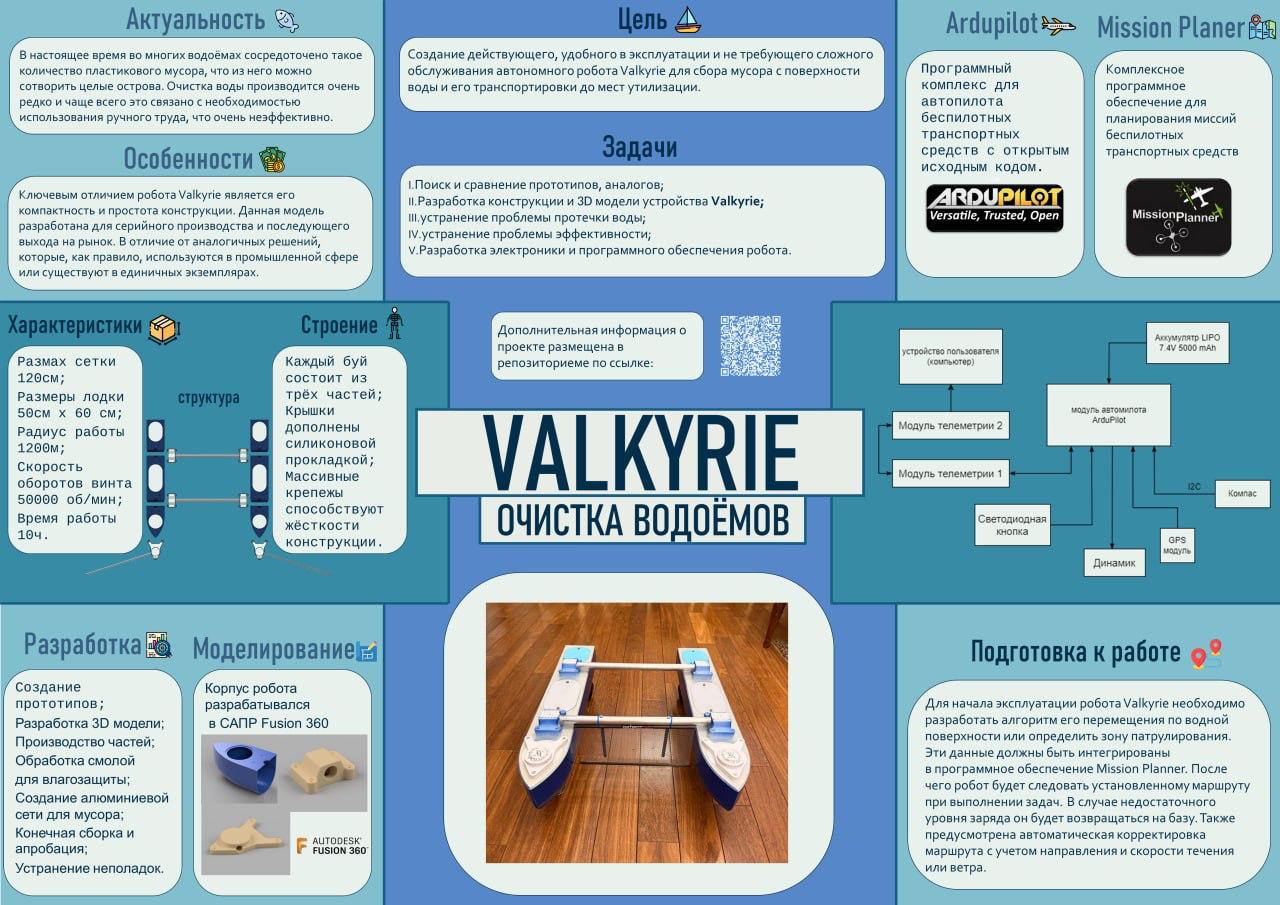 Актуальность
В настоящее время во многих водоёмах сосредоточено такое
количество пластикового мусора, что из него можно
сотворить целые острова. Очистка воды производится очень
редко и чаще всего это связано с необходимостью
использования ручного труда, что очень неэффективно.
Особенности
Ключевым отличием робота Valkyrie является его
компактность и простота конструкции. Данная модель
разработана для серийного производства и последующего
выхода на рынок. В отличие от аналогичных решений,
которые, как правило, используются в промышленной сфере
или существуют в единичных экземплярах.
Цель
Создание действующего, удобного в эксплуатации и не требующего сложного
обслуживания автономного робота Valkyrie для сбора мусора с поверхности
воды и его транспортировки до мест утилизации.
Задачи
I.Поиск и сравнение прототипов, аналогов;
II.Разработка конструкции и 3D модели устройства Valkyrie;
III.устранение проблемы протечки воды;
IV.устранение проблемы эффективности;
V.Разработка электроники и программного обеспечения робота.
Ardupilot
Программный
комплекс для
автопилота
беспилотных
транспортных
средств с открытым
исходным кодом.
ARDUPILOT
Versatile, Trusted, Open
Mission Planer
Комплексное
программное
обеспечение для
планирования миссий
беспилотных
транспортных средств
MissionPlanner
Характеристики
Размах сетки
120см;
Размеры лодки
50см x 60 см;
Радиус работы
1200м;
Скорость
оборотов винта
50000 об/мин;
Время работы
10ч.
структура
Строение
Каждый буй
состоит из
трёх частей;
Крышки
дополнены
силиконовой
прокладкой;
Массивные
крепежы
способствуют
жёсткости
конструкции.
Дополнительная информация о
проекте размещена в
репозиториеме по ссылке:
VALKYRIE
ОЧИСТКА ВОДОЁМОВ
устройство пользователя
(компьютер)
Аккумулятр LIPO
7.4V 5000 mAh
модуль автомилота
ArduPilot
Модуль телеметрии 2
Модуль телеметрии 1
I2C
Компас
Светодиодная
кнопка
GPS
модуль
Динамик
Разработка
Создание
прототипов;
Разработка 3D модели;
Производство частей;
Обработка смолой
для влагозащиты;
Создание алюминиевой
сети для мусора;
Конечная сборка и
апробация;
Устранение неполадок.
Моделирование
Корпус робота
разрабатывался
в САПР Fusion 360
AUTODESK®
FUSION 360™
Подготовка к работе
Для начала эксплуатации робота Valkyrie необходимо
разработать алгоритм его перемещения по водной
поверхности или определить зону патрулирования.
Эти данные должны быть интегрированы
в программное обеспечение Mission Planner. После
чего робот будет следовать установленному маршруту
при выполнении задач. В случае недостаточного
уровня заряда он будет возвращаться на базу. Также
предусмотрена автоматическая корректировка
маршрута с учетом направления и скорости течения
или ветра.